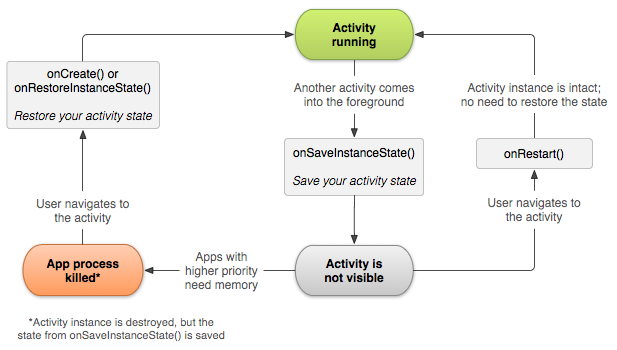 Activity
running
onCreate() or
onRestoreInstanceState()
Restore your activity state
Another activity comes
into the foreground
Activity instance is intact;
no need to restore the state
onSaveInstanceState()
Save your activity state
onRestart()
User navigates to
the activity
User navigates to
the activity
App process
killed*
Apps with
higher priority
need memory
Activity is
not visible
*Activity instance is destroyed, but the
state from onSaveInstanceState() is saved